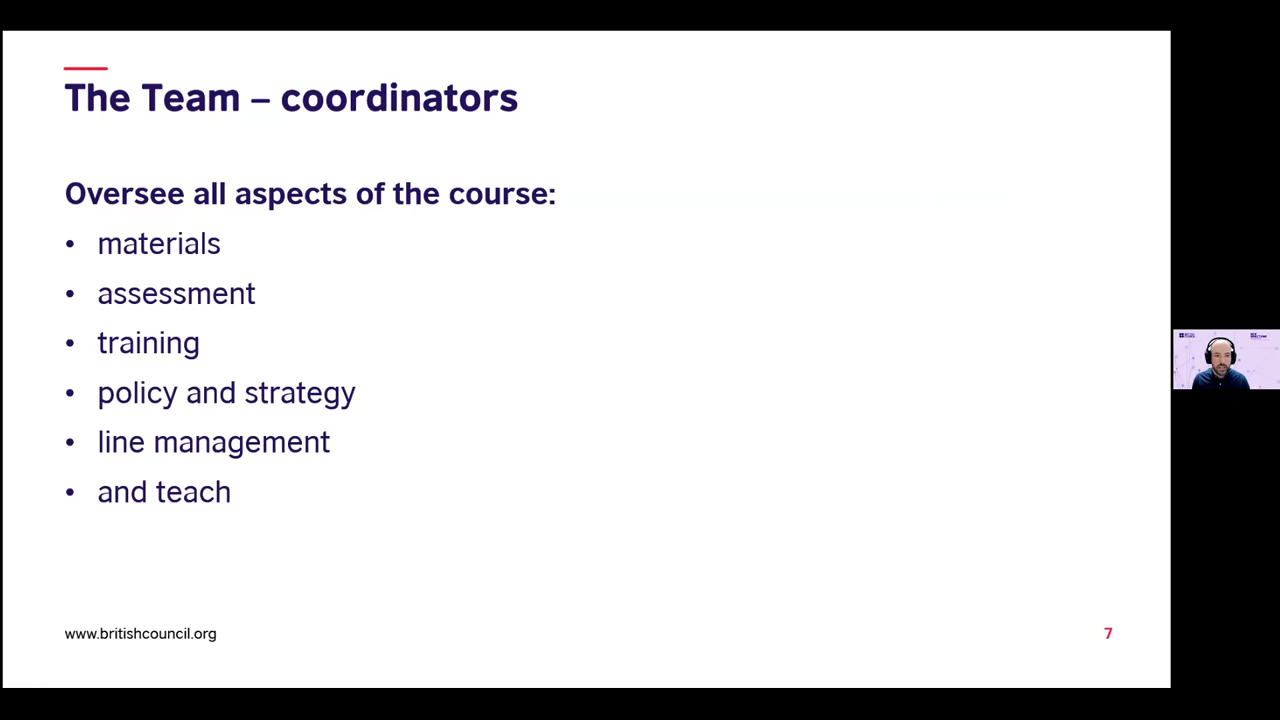 The Team – coordinators
Oversee all aspects of the course:
• materials
• assessment
• training
• policy and strategy
• line management
• and teach
www.britishcouncil.org
7